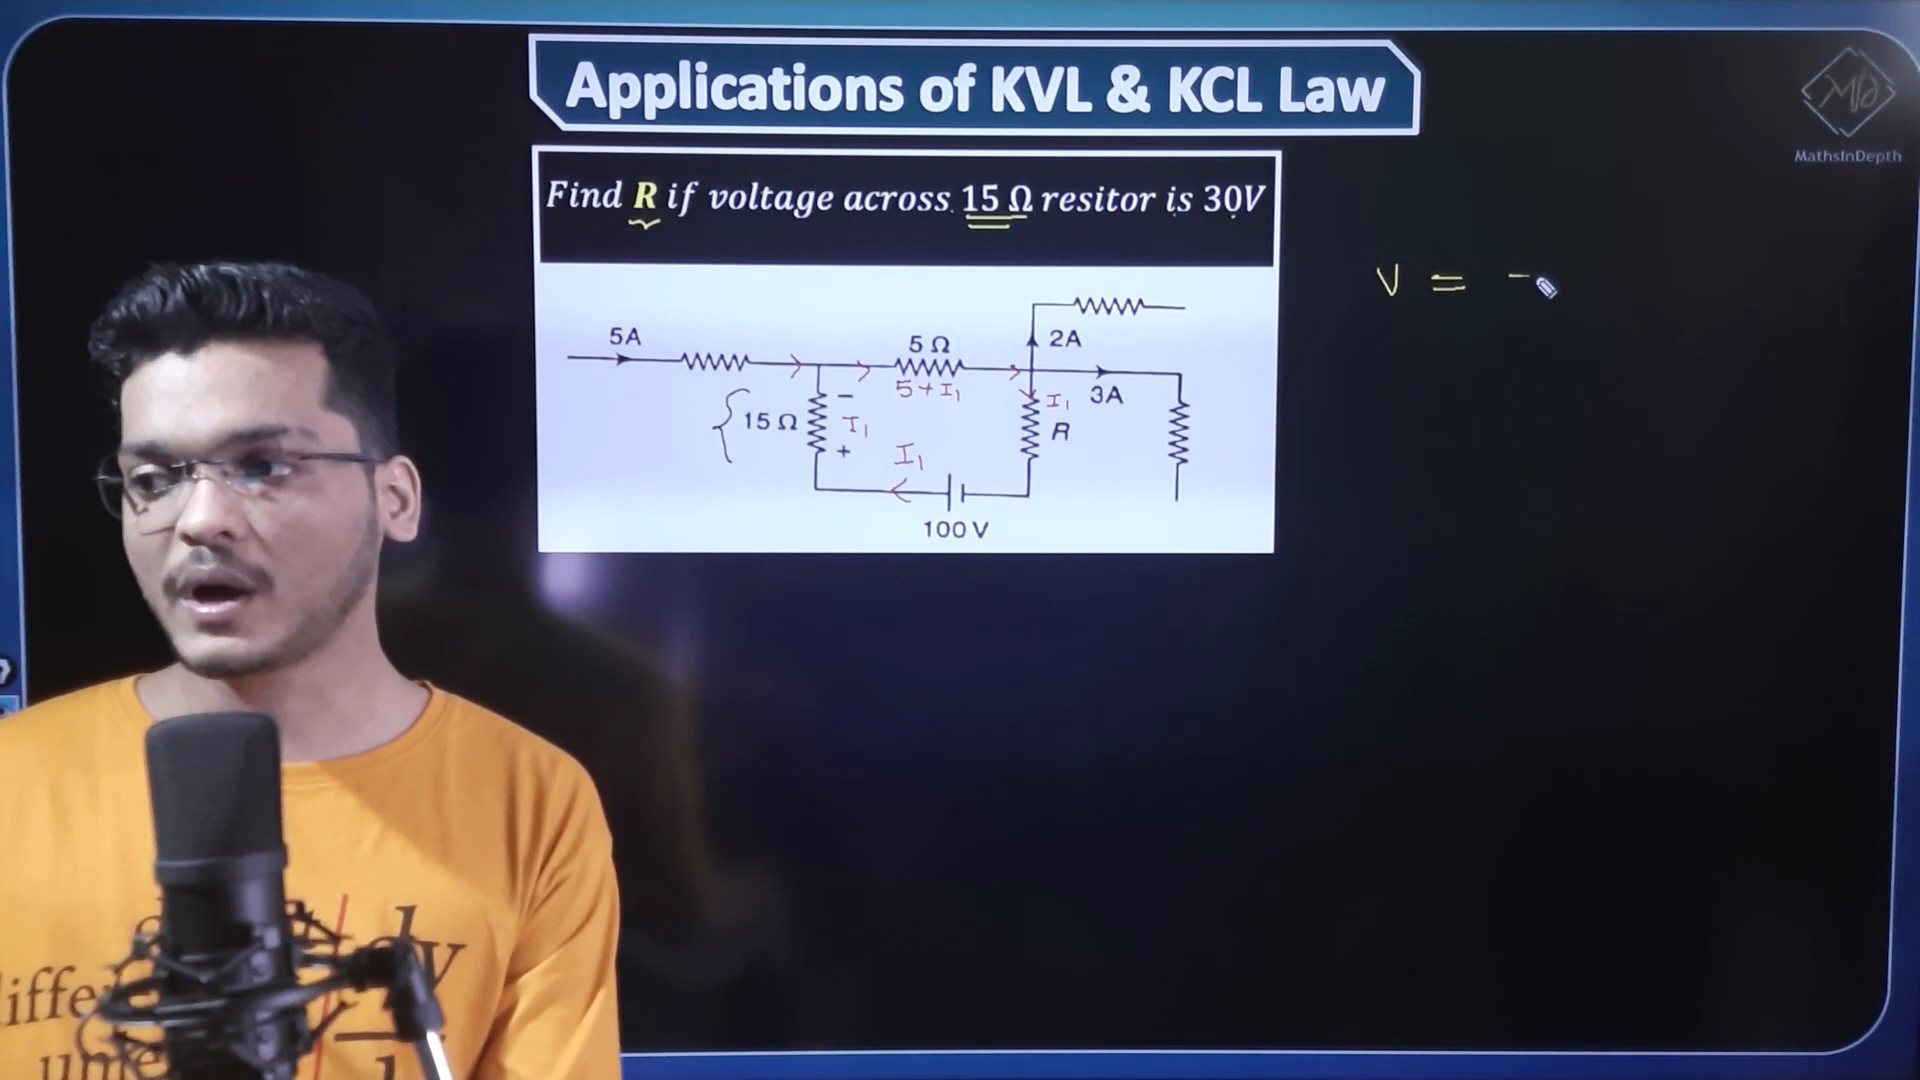 Applications of KVL & KCL Law
MathsInDepth
Find R if voltage across 15 Ω resitor is 30V
V =
5A
5 Ω
2A
5+I₁
I₁
3A
15 Ω
−
I₁
+
R
I₁
100 V
dy